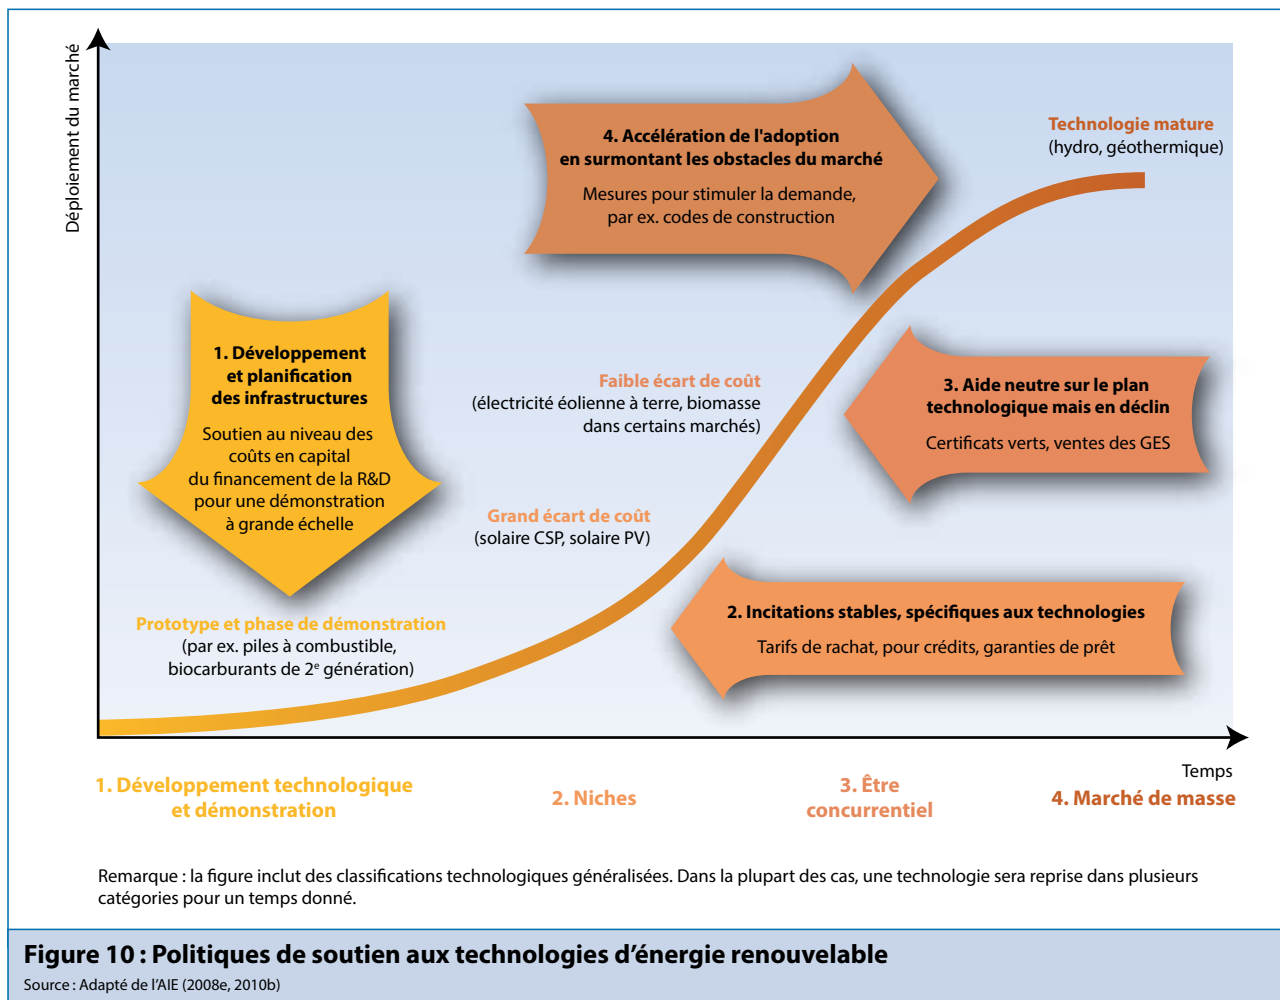 Déploiement du marché
4. Accélération de l'adoption
en surmontant les obstacles du marché
Mesures pour stimuler la demande,
par ex. codes de construction
Technologie mature
(hydro, géothermique)
1. Développement
et planification
des infrastructures
Soutien au niveau des
coûts en capital
du financement de la R&D
pour une démonstration
à grande échelle
Faible écart de coût
(électricité éolienne à terre, biomasse
dans certains marchés)
3. Aide neutre sur le plan
technologique mais en déclin
Certificats verts, ventes des GES
Grand écart de coût
(solaire CSP, solaire PV)
2. Incitations stables, spécifiques aux technologies
Tarifs de rachat, pour crédits, garanties de prêt
Prototype et phase de démonstration
(par ex. piles à combustible,
biocarburants de 2e génération)
Temps
1. Développement technologique
et démonstration
2. Niches
3. Être
concurrentiel
4. Marché de masse
Remarque : la figure inclut des classifications technologiques généralisées. Dans la plupart des cas, une technologie sera reprise dans plusieurs
catégories pour un temps donné.
Figure 10 : Politiques de soutien aux technologies d'énergie renouvelable
Source : Adapté de l'AIE (2008e, 2010b)